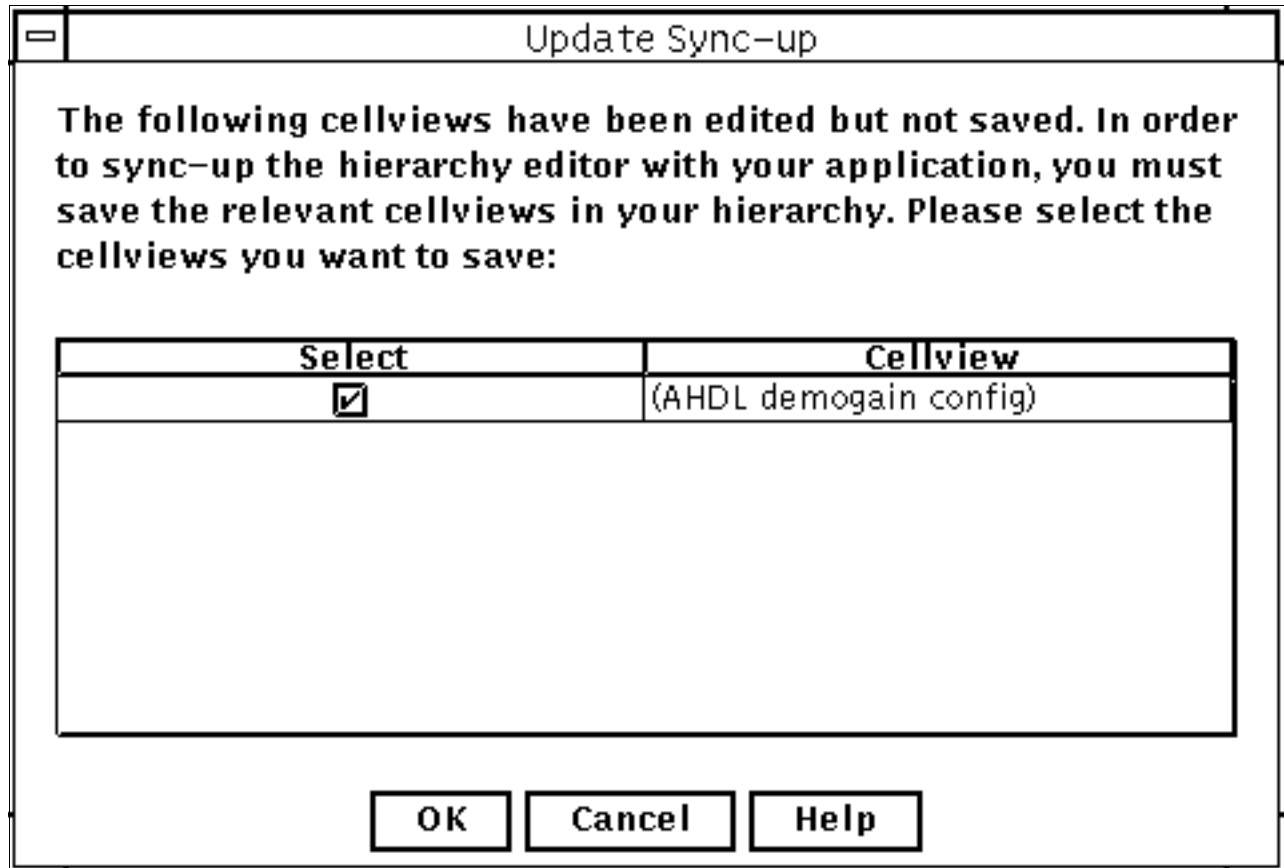 Update Sync-up
The following cellviews have been edited but not saved. In order
to sync-up the hierarchy editor with your application, you must
save the relevant cellviews in your hierarchy. Please select the
cellviews you want to save:
Select Cellview
(AHDL demogain config)
OK Cancel Help